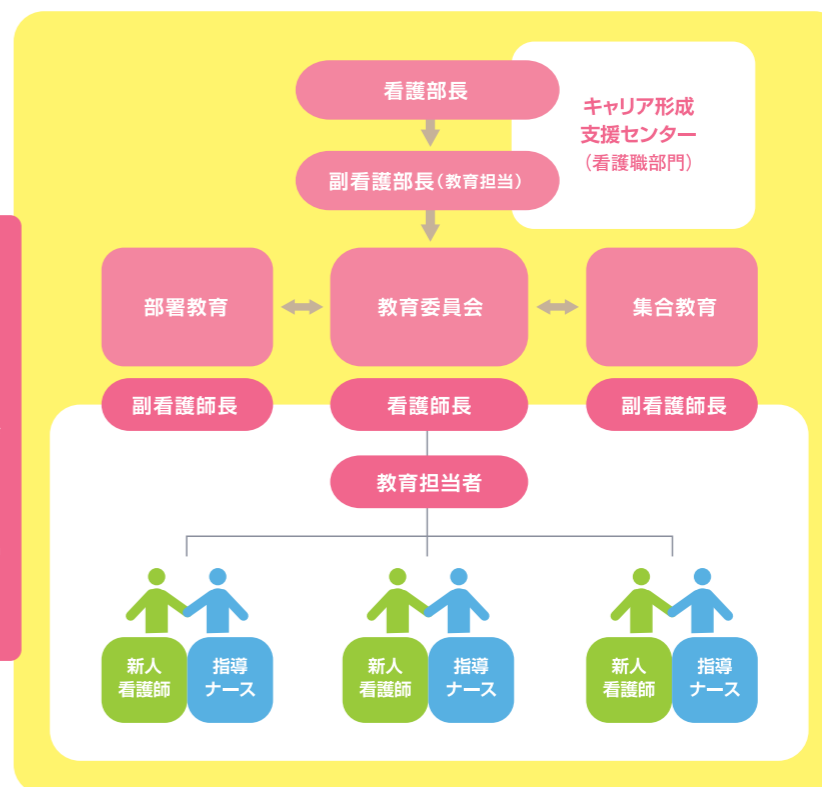 看護部長
キャリア形成
支援センター
（看護職部門）
副看護部長（教育担当）
部署教育
教育委員会
集合教育
副看護師長
看護師長
副看護師長
教育担当者
新人
看護師
指導
ナース
新人
看護師
指導
ナース
新人
看護師
指導
ナース